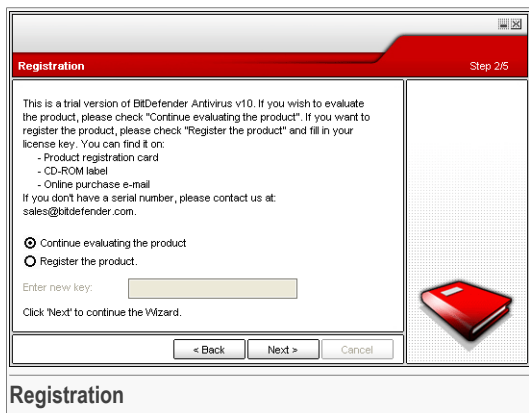 Registration
Step 2/5
This is a trial version of BitDefender Antivirus v10. If you wish to evaluate
the product, please check "Continue evaluating the product". If you want to
register the product, please check "Register the product" and fill in your
license key. You can find it on:
- Product registration card
- CD-ROM label
- Online purchase e-mail
If you don't have a serial number, please contact us at:
sales@bitdefender.com.
Continue evaluating the product
Register the product.
Enter new key:
Click 'Next' to continue the Wizard.
< Back
Next >
Cancel
Registration